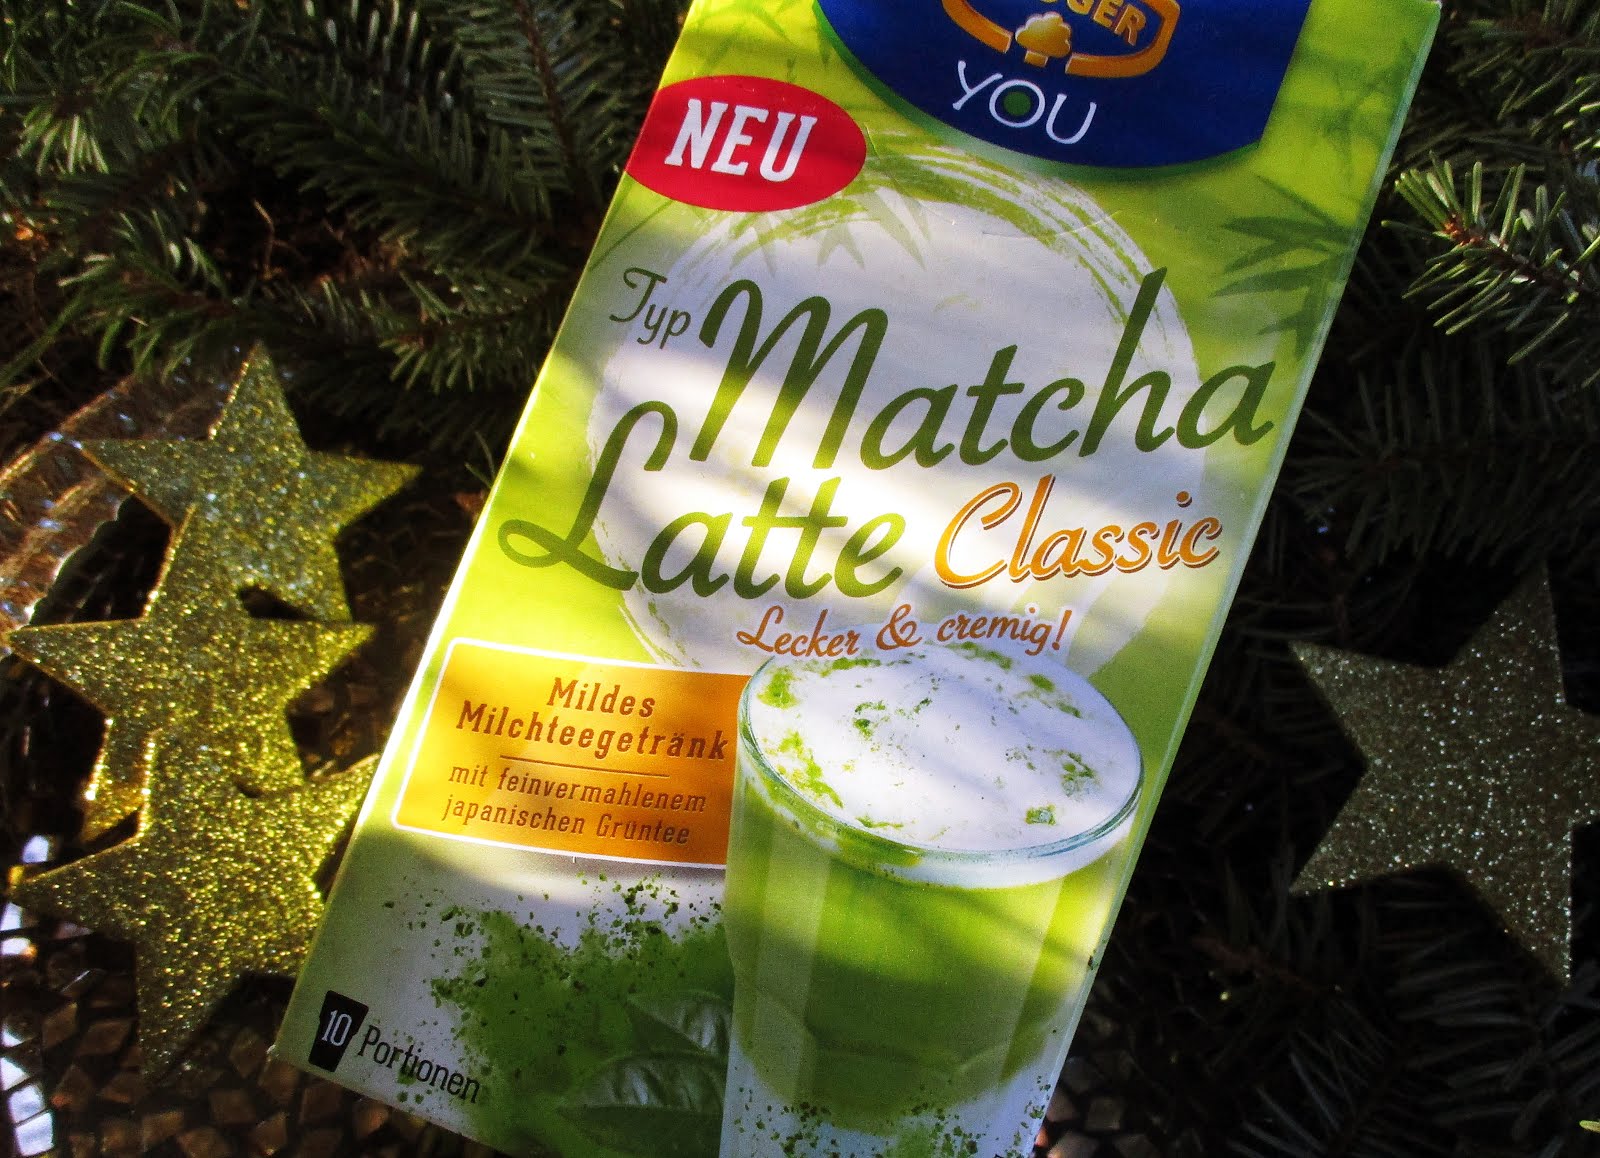 YOU
NEU
Typ Matcha
Latte Classic
Lecker & cremig!
Mildes
Milchteegetränk
mit feinvermahlenem
japanischen Grüntee
10 Portionen